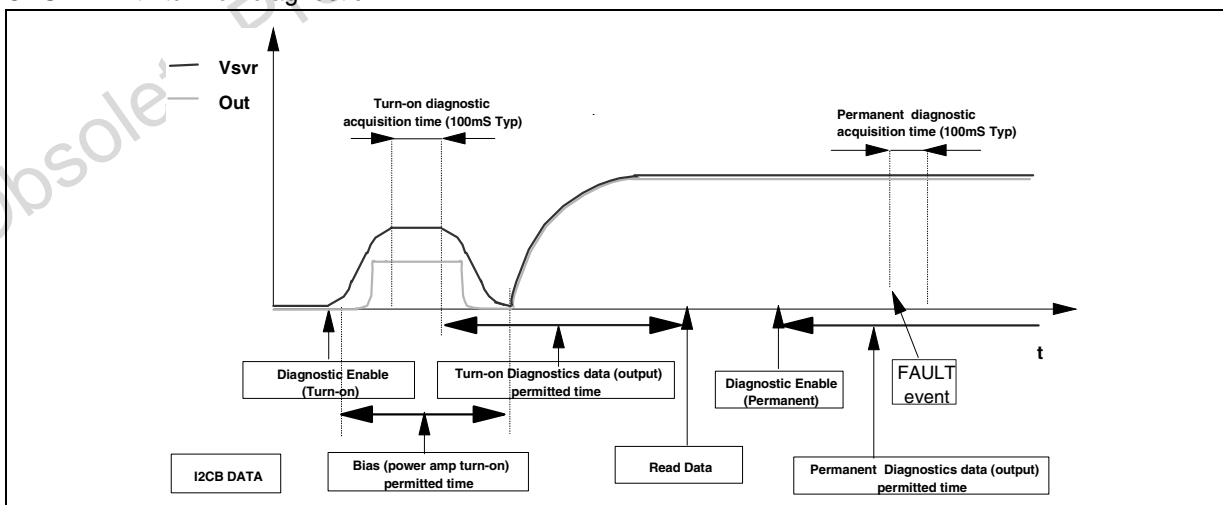 Obsolete
Vsvr
Out
Turn-on diagnostic
acquisition time (100mS Typ)
Permanent diagnostic
acquisition time (100mS Typ)
t
Diagnostic Enable
(Turn-on)
Turn-on Diagnostics data (output)
permitted time
Diagnostic Enable
(Permanent)
FAULT
event
I2CB DATA
Bias (power amp turn-on)
permitted time
Read Data
Permanent Diagnostics data (output)
permitted time